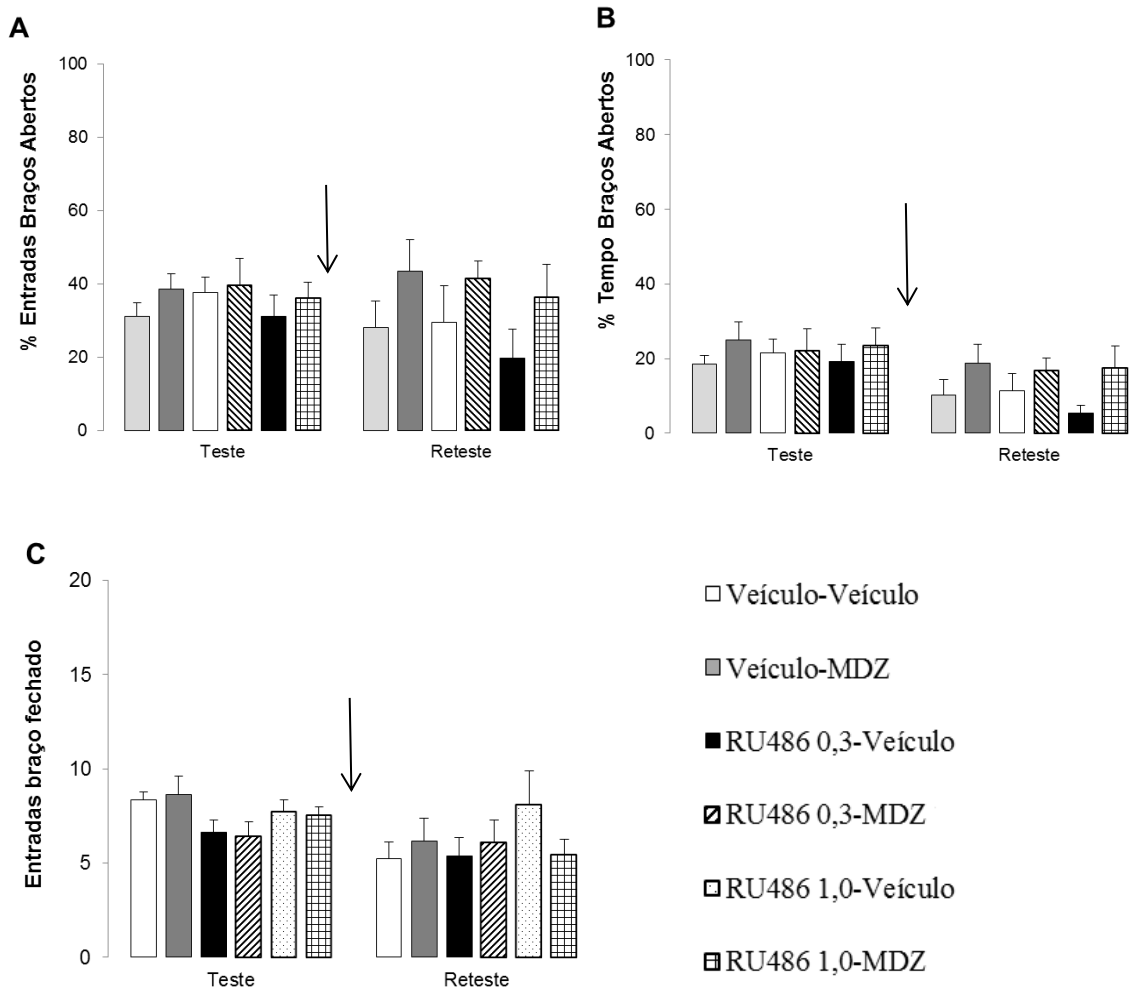 A
% Entradas Braços Abertos
100
80
60
40
20
0
Teste
Reteste
B
% Tempo Braços Abertos
100
80
60
40
20
0
Teste
Reteste
C
Entradas braço fechado
20
15
10
5
0
Teste
Reteste
Veículo-Veículo
Veículo-MDZ
RU486 0,3-Veículo
RU486 0,3-MDZ
RU486 1,0-Veículo
RU486 1,0-MDZ